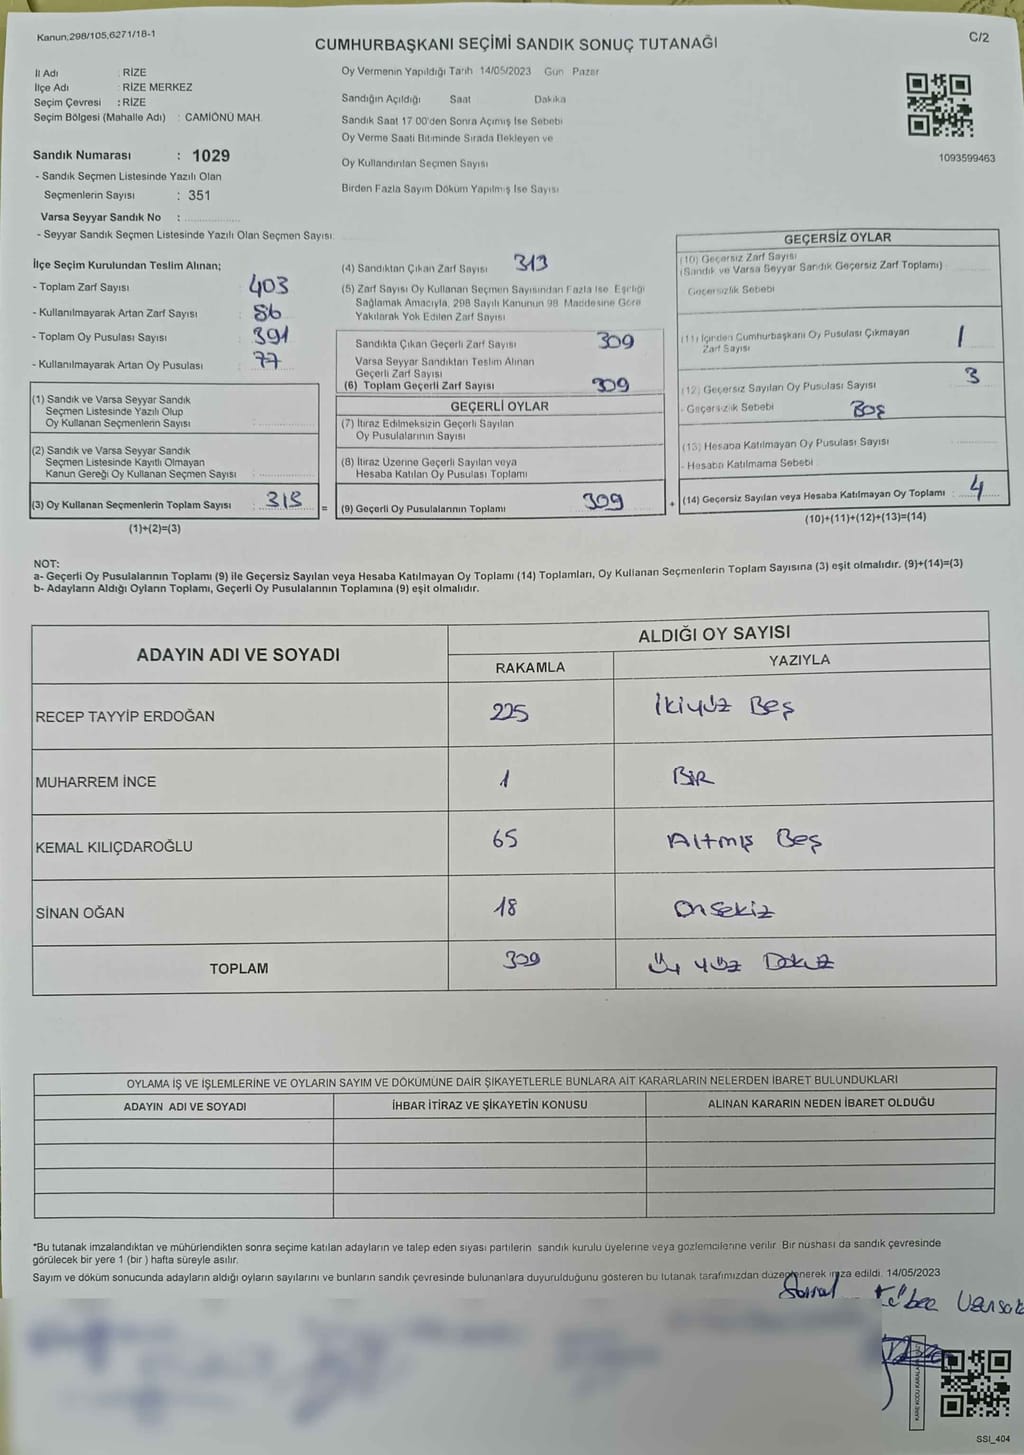 Kanun;298/105,6271/18-1
CUMHURBAŞKANI SEÇİMİ SANDIK SONUÇ TUTANAĞI
C/2
İl Adı : RİZE
İlçe Adı : RİZE MERKEZ
Seçim Çevresi : RİZE
Seçim Bölgesi (Mahalle Adı) : CAMİÖNÜ MAH.
Sandık Numarası : 1029
- Sandık Seçmen Listesinde Yazılı Olan
Seçmenlerin Sayısı : 351
Varsa Seyyar Sandık No :
- Seyyar Sandık Seçmen Listesinde Yazılı Olan Seçmen Sayısı:
Oy Vermenin Yapıldığı Tarih 14/05/2023 Gün Pazar
Sandığın Açıldığı Saat Dakika
Sandık Saat 17.00'den Sonra Açımış İse Sebebi
Oy Verme Saati Bitiminde Sırada Bekleyen ve
Oy Kullandırılan Seçmen Sayısı
Birden Fazla Sayım Döküm Yapılmış İse Sayısı
1093599463
İlçe Seçim Kurulundan Teslim Alınan;
- Toplam Zarf Sayısı 403
- Kullanılmayarak Artan Zarf Sayısı 86
- Toplam Oy Pusulası Sayısı 391
- Kullanılmayarak Artan Oy Pusulası 77
(1) Sandık ve Varsa Seyyar Sandık
Seçmen Listesinde Yazılı Olup
Oy Kullanan Seçmenlerin Sayısı
(2) Sandık ve Varsa Seyyar Sandık
Seçmen Listesinde Kayıtlı Olmayan
Kanun Gereği Oy Kullanan Seçmen Sayısı
(3) Oy Kullanan Seçmenlerin Toplam Sayısı : 313 =
(1)+(2)=(3)
(4) Sandıktan Çıkan Zarf Sayısı 313
(5) Zarf Sayısı Oy Kullanan Seçmen Sayısından Fazla İse, Eşitliği
Sağlamak Amacıyla, 298 Sayılı Kanunun 98. Maddesine Göre
Yakılarak Yok Edilen Zarf Sayısı
Sandıkta Çıkan Geçerli Zarf Sayısı 309
Varsa Seyyar Sandıktan Teslim Alınan
Geçerli Zarf Sayısı
(6) Toplam Geçerli Zarf Sayısı 309
GEÇERLİ OYLAR
(7) İtiraz Edilmeksizin Geçerli Sayılan
Oy Pusulalarının Sayısı
(8) İtiraz Üzerine Geçerli Sayılan veya
Hesaba Katılan Oy Pusulası Toplamı
(9) Geçerli Oy Pusulalarının Toplamı 309 +
GEÇERSİZ OYLAR
(10) Geçersiz Zarf Sayısı
(Sandık ve Varsa Seyyar Sandık Geçersiz Zarf Toplamı)
Geçersizlik Sebebi
(11) İçinden Cumhurbaşkanı Oy Pusulası Çıkmayan 1
Zarf Sayısı
(12) Geçersiz Sayılan Oy Pusulası Sayısı 3
- Geçersizlik Sebebi Boş
(13) Hesaba Katılmayan Oy Pusulası Sayısı
- Hesaba Katılmama Sebebi
(14) Geçersiz Sayılan veya Hesaba Katılmayan Oy Toplamı : 4
(10)+(11)+(12)+(13)=(14)
NOT:
a- Geçerli Oy Pusulalarının Toplamı (9) ile Geçersiz Sayılan veya Hesaba Katılmayan Oy Toplamı (14) Toplamları, Oy Kullanan Seçmenlerin Toplam Sayısına (3) eşit olmalıdır. (9)+(14)=(3)
b- Adayların Aldığı Oyların Toplamı, Geçerli Oy Pusulalarının Toplamına (9) eşit olmalıdır.
ADAYIN ADI VE SOYADI
ALDIĞI OY SAYISI
RAKAMLA YAZIYLA
RECEP TAYYİP ERDOĞAN 225 İkiyüz Beş
MUHARREM İNCE 1 BİR
KEMAL KILIÇDAROĞLU 65 Altmış Beş
SİNAN OĞAN 18 Onsekiz
TOPLAM 309 Üç yüz Dokuz
OYLAMA İŞ VE İŞLEMLERİNE VE OYLARIN SAYIM VE DÖKÜMÜNE DAİR ŞİKAYETLERLE BUNLARA AİT KARARLARIN NELERDEN İBARET BULUNDUKLARI
ADAYIN ADI VE SOYADI İHBAR İTİRAZ VE ŞİKAYETİN KONUSU ALINAN KARARIN NEDEN İBARET OLDUĞU
*Bu tutanak imzalandıktan ve mühürlendikten sonra seçime katılan adayların ve talep eden siyasi partilerin sandık kurulu üyelerine veya gözlemcilerine verilir. Bir nüshası da sandık çevresinde
görülecek bir yere 1 (bir ) hafta süreyle asılır.
Sayım ve döküm sonucunda adayların aldığı oyların sayılarını ve bunların sandık çevresinde bulunanlara duyurulduğunu gösteren bu tutanak tarafımızdan düzenlenerek imza edildi. 14/05/2023
SSI_404